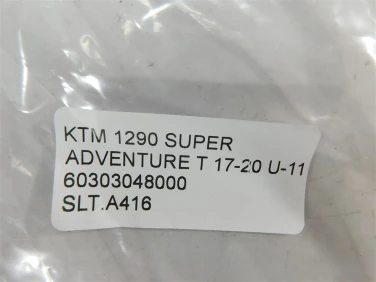 KTM 1290 SUPER
ADVENTURE T 17-20 U-11
60303048000
SLT.A416